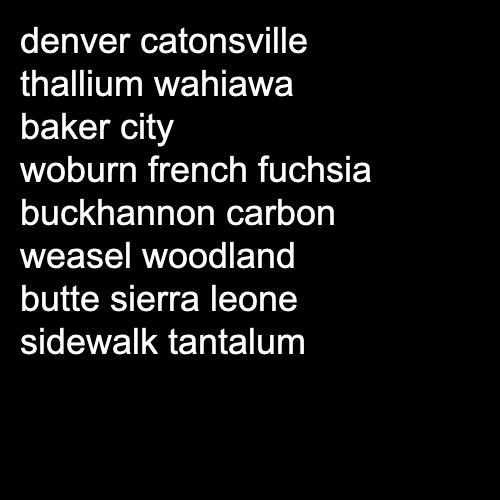 denver catonsville
thallium wahiawa
baker city
woburn french fuchsia
buckhannon carbon
weasel woodland
butte sierra leone
sidewalk tantalum